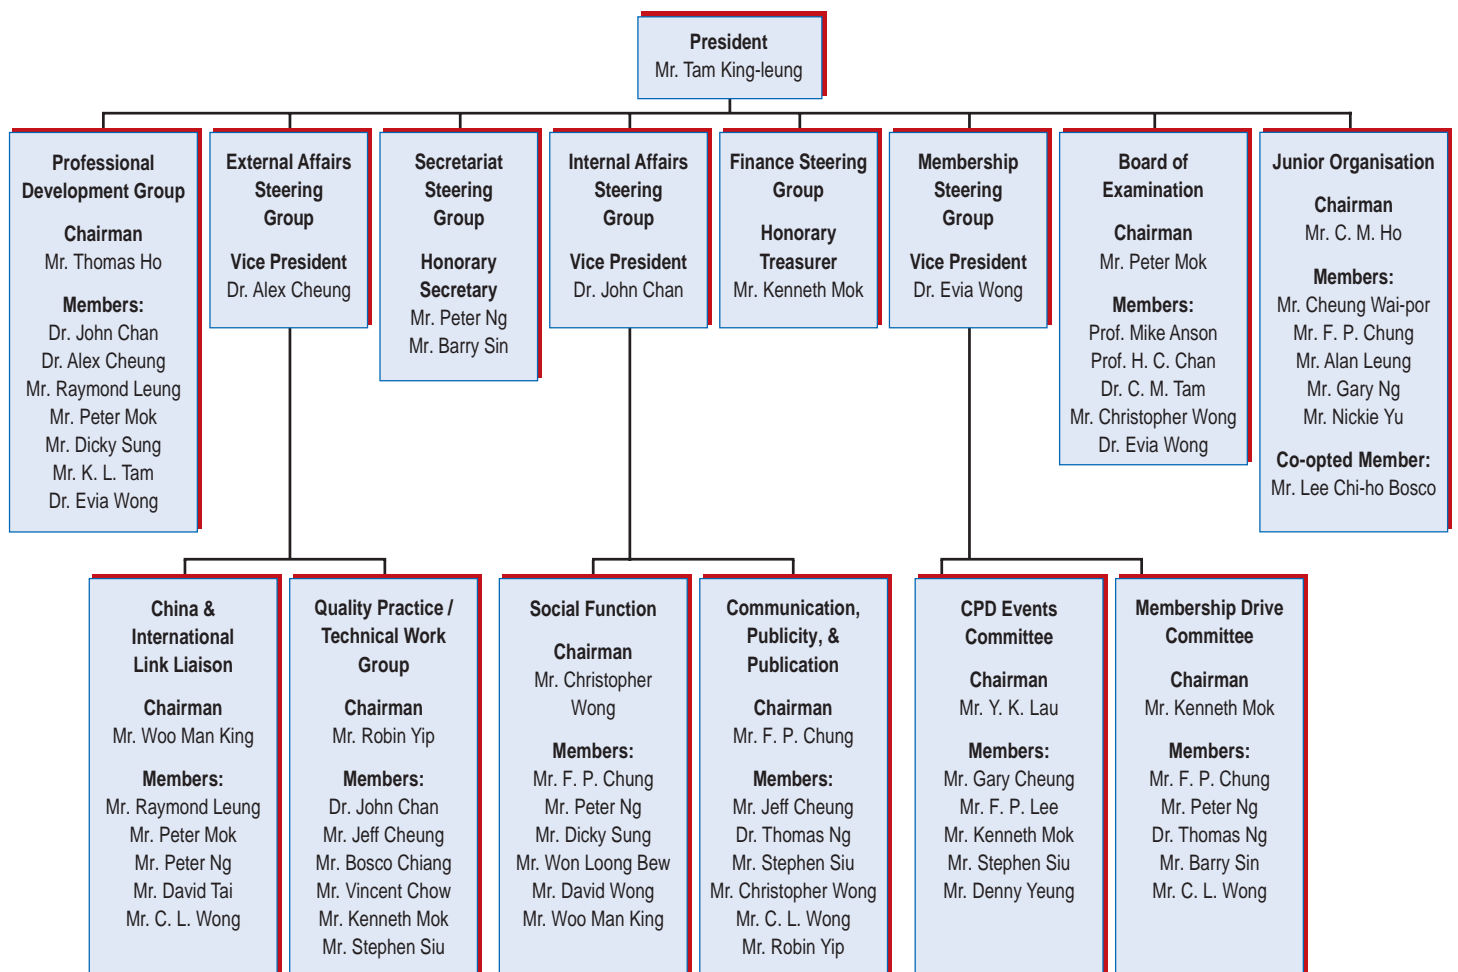 President
Mr. Tam King-leung
Professional
Development Group
Chairman
Mr. Thomas Ho
Members:
Dr. John Chan
Dr. Alex Cheung
Mr. Raymond Leung
Mr. Peter Mok
Mr. Dicky Sung
Mr. K. L. Tam
Dr. Evia Wong
External Affairs
Steering
Group
Vice President
Dr. Alex Cheung
Secretariat
Steering
Group
Honorary
Secretary
Mr. Peter Ng
Mr. Barry Sin
Internal Affairs
Steering
Group
Vice President
Dr. John Chan
Finance Steering
Group
Honorary
Treasurer
Mr. Kenneth Mok
Membership
Steering
Group
Vice President
Dr. Evia Wong
Board of
Examination
Chairman
Mr. Peter Mok
Members:
Prof. Mike Anson
Prof. H. C. Chan
Dr. C. M. Tam
Mr. Christopher Wong
Dr. Evia Wong
Junior Organisation
Chairman
Mr. C. M. Ho
Members:
Mr. Cheung Wai-por
Mr. F. P. Chung
Mr. Alan Leung
Mr. Gary Ng
Mr. Nickie Yu
Co-opted Member:
Mr. Lee Chi-ho Bosco
China &
International
Link Liaison
Chairman
Mr. Woo Man King
Members:
Mr. Raymond Leung
Mr. Peter Mok
Mr. Peter Ng
Mr. David Tai
Mr. C. L. Wong
Quality Practice /
Technical Work
Group
Chairman
Mr. Robin Yip
Members:
Dr. John Chan
Mr. Jeff Cheung
Mr. Bosco Chiang
Mr. Vincent Chow
Mr. Kenneth Mok
Mr. Stephen Siu
Social Function
Chairman
Mr. Christopher
Wong
Members:
Mr. F. P. Chung
Mr. Peter Ng
Mr. Dicky Sung
Mr. Won Loong Bew
Mr. David Wong
Mr. Woo Man King
Communication,
Publicity, &
Publication
Chairman
Mr. F. P. Chung
Members:
Mr. Jeff Cheung
Dr. Thomas Ng
Mr. Stephen Siu
Mr. Christopher Wong
Mr. C. L. Wong
Mr. Robin Yip
CPD Events
Committee
Chairman
Mr. Y. K. Lau
Members:
Mr. Gary Cheung
Mr. F. P. Lee
Mr. Kenneth Mok
Mr. Stephen Siu
Mr. Denny Yeung
Membership Drive
Committee
Chairman
Mr. Kenneth Mok
Members:
Mr. F. P. Chung
Mr. Peter Ng
Dr. Thomas Ng
Mr. Barry Sin
Mr. C. L. Wong